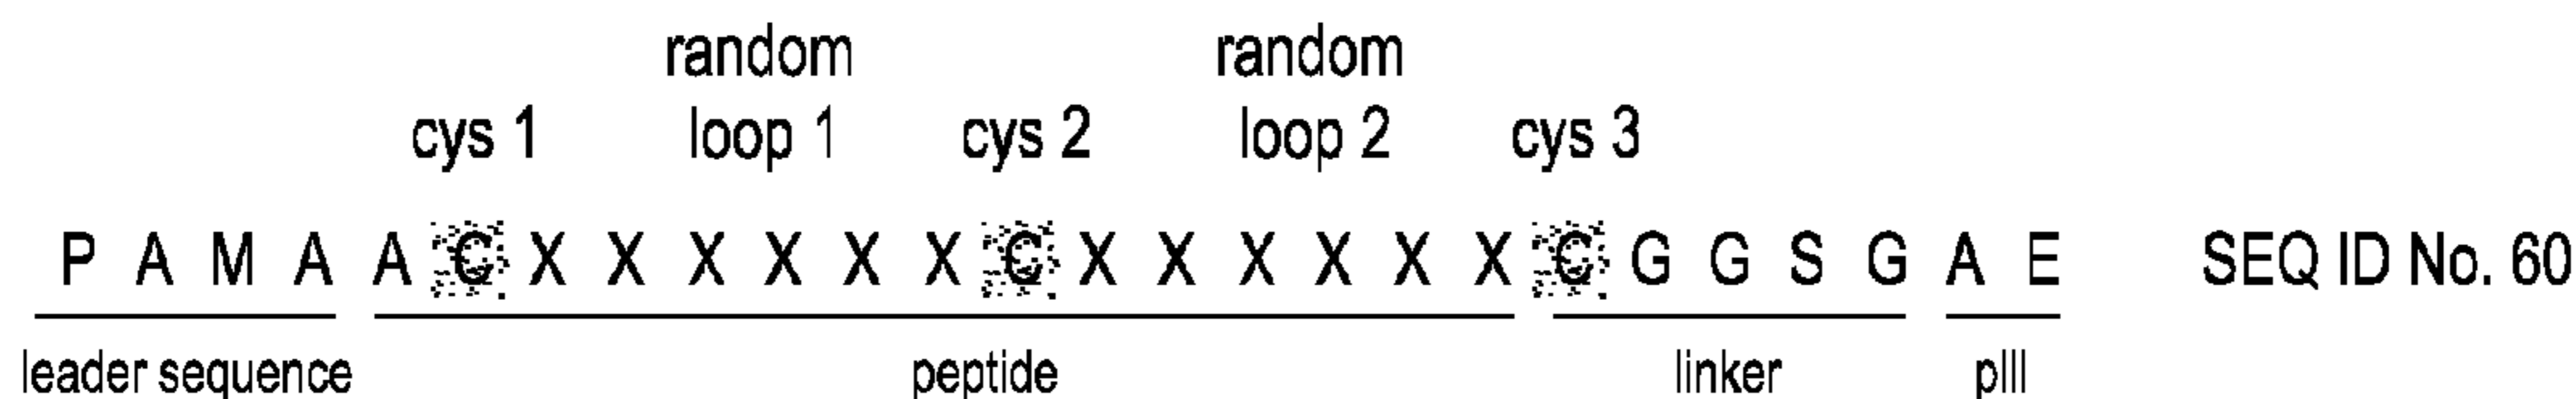 random random
cys 1 loop 1 cys 2 loop 2 cys 3
P A M A A C X X X X X X C X X X X X X C G G S G A E SEQ ID No. 60
leader sequence peptide linker pIII